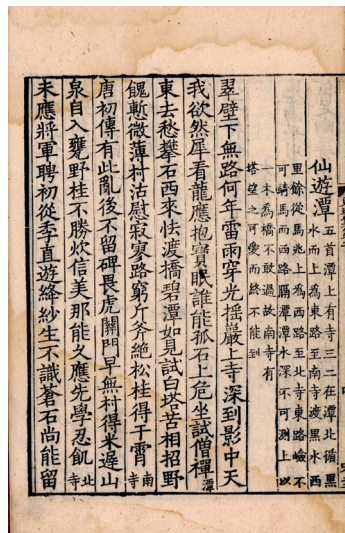 仙遊潭五首潭上有寺三二在潭北循黑
水而上爲東路至南寺渡黑水西
里餘從馬北上爲西路至北寺東路嶮不
可騎馬而西路隔潭潭水深不可測上以
一木爲橋不敢過故南寺有
塔望之可愛而終不能到
翠壁下無路何年雷雨穿光搖巖上寺深到影中天
我欲然犀看龍應抱寶眠誰能孤石上危坐試僧禪潭
東去愁攀石西來怯渡橋碧潭如見試白塔苦相招野
餽慙微薄村沽慰寂寥路窮斤斧絶松桂得干霄南寺
唐初傳有此亂後不留碑畏虎關門早無村得米遲山
泉自入甕野桂不勝炊信美那能久應先學忍飢北寺
未應將軍聘初從季直遊絳紗生不識蒼石尚能留